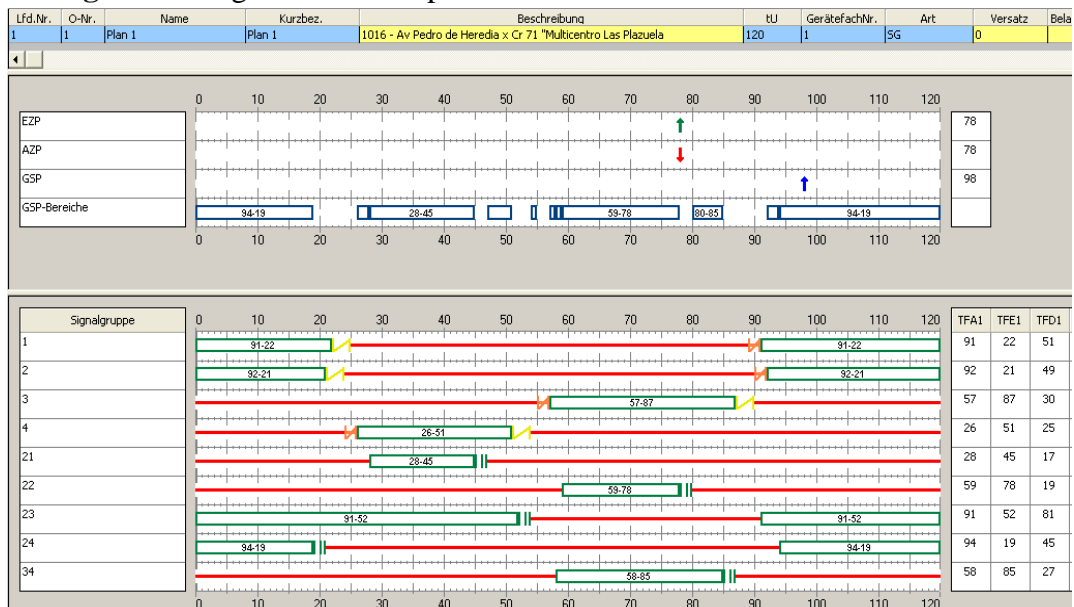 Lfd.Nr. O-Nr. Name Kurzbez. Beschreibung tU GerätefachNr. Art Versatz Bela
1 1 Plan 1 Plan 1 1016 - Av Pedro de Heredia x Cr 71 "Multicentro Las Plazuela 120 1 SG 0
0 10 20 30 40 50 60 70 80 90 100 110 120
EZP 78
AZP 78
GSP 98
GSP-Bereiche 94-19 28-45 59-78 80-85 94-19
0 10 20 30 40 50 60 70 80 90 100 110 120
Signalgruppe 0 10 20 30 40 50 60 70 80 90 100 110 120 TFA1 TFE1 TFD1
1 91-22 91-22 91 22 51
2 92-21 92-21 92 21 49
3 57-87 57 87 30
4 26-51 26 51 25
21 28-45 28 45 17
22 59-78 59 78 19
23 91-52 91-52 91 52 81
24 94-19 94-19 94 19 45
34 58-85 58 85 27
0 10 20 30 40 50 60 70 80 90 100 110 120